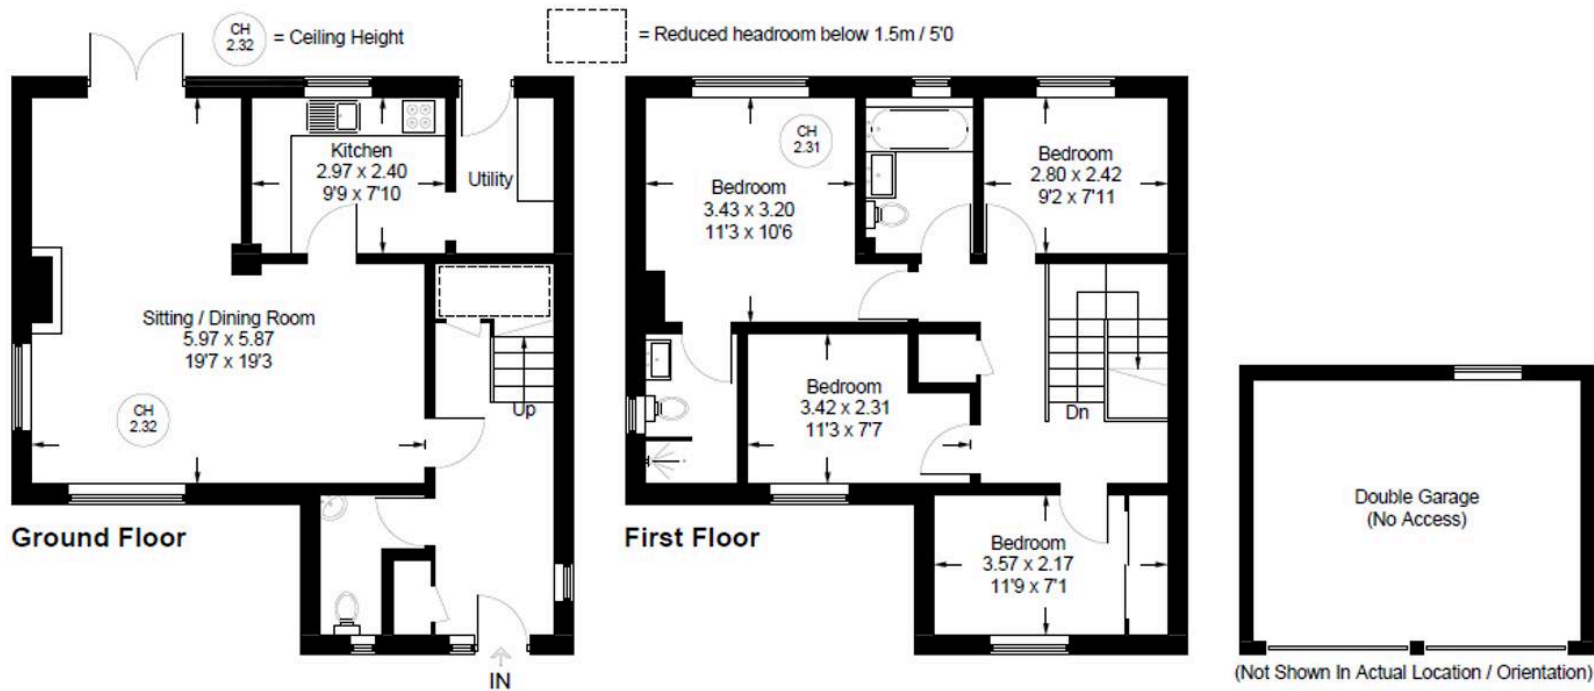 CH
2.32
= Ceiling Height
= Reduced headroom below 1.5m / 5'0
Kitchen
2.97 x 2.40
9'9 x 7'10
Utility
Sitting / Dining Room
5.97 x 5.87
19'7 x 19'3
CH
2.32
Up
Ground Floor
IN
CH
2.31
Bedroom
3.43 x 3.20
11'3 x 10'6
Bedroom
2.80 x 2.42
9'2 x 7'11
Bedroom
3.42 x 2.31
11'3 x 7'7
Dn
First Floor
Bedroom
3.57 x 2.17
11'9 x 7'1
Double Garage
(No Access)
(Not Shown In Actual Location / Orientation)